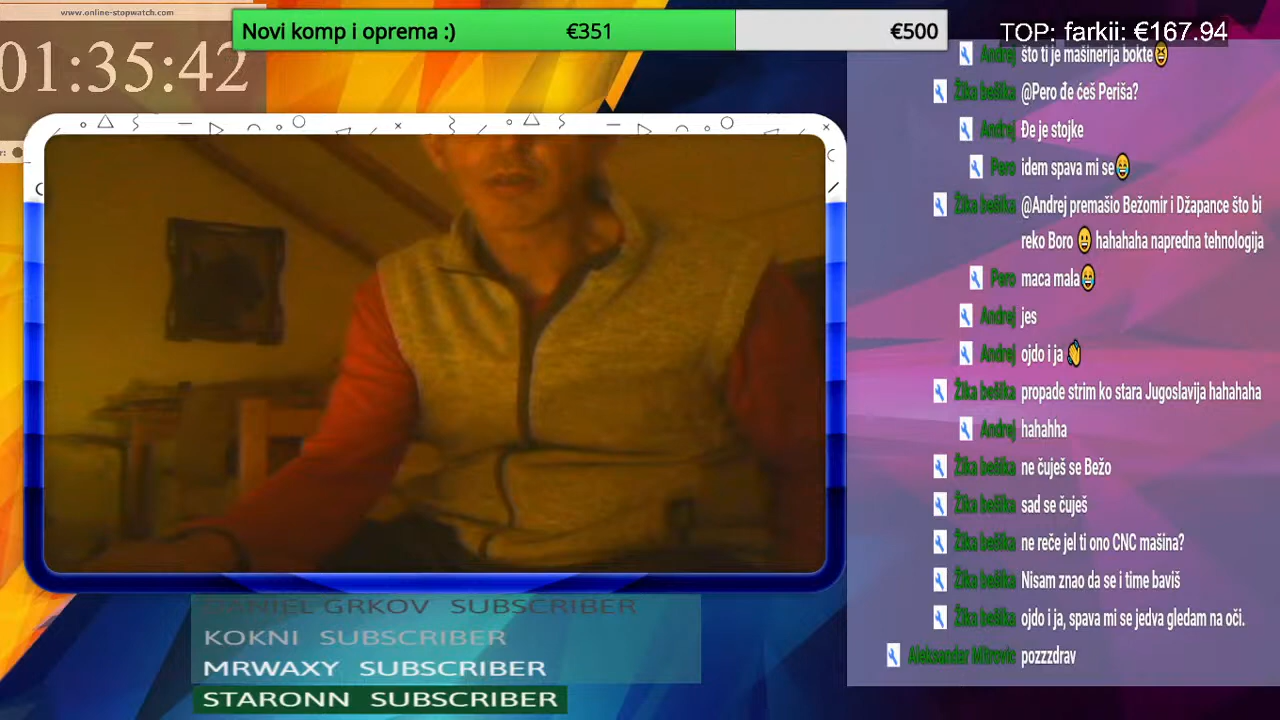 www.online-stopwatch.com
01:35:42
Novi komp i oprema :) €351 €500
TOP: farkii: €167.94
Andrej što ti je mašinerija bokte😆
Žika bešika @Pero đe ćeš Periša?
Andrej Đe je stojke
Pero idem spava mi se😂
Žika bešika @Andrej premašio Bežomir i Džapance što bi
reko Boro 😀 hahahaha napredna tehnologija
Pero maca mala😂
Andrej jes
Andrej ojdo i ja 👋
Žika bešika propade strim ko stara Jugoslavija hahahaha
Andrej hahahha
Žika bešika ne čuješ se Bežo
Žika bešika sad se čuješ
Žika bešika ne reče jel ti ono CNC mašina?
Žika bešika Nisam znao da se i time baviš
Žika bešika ojdo i ja, spava mi se jedva gledam na oči.
Aleksandar Mitrovic pozzzdrav
DANIEL GRKOV SUBSCRIBER
KOKNI SUBSCRIBER
MRWAXY SUBSCRIBER
STARONN SUBSCRIBER